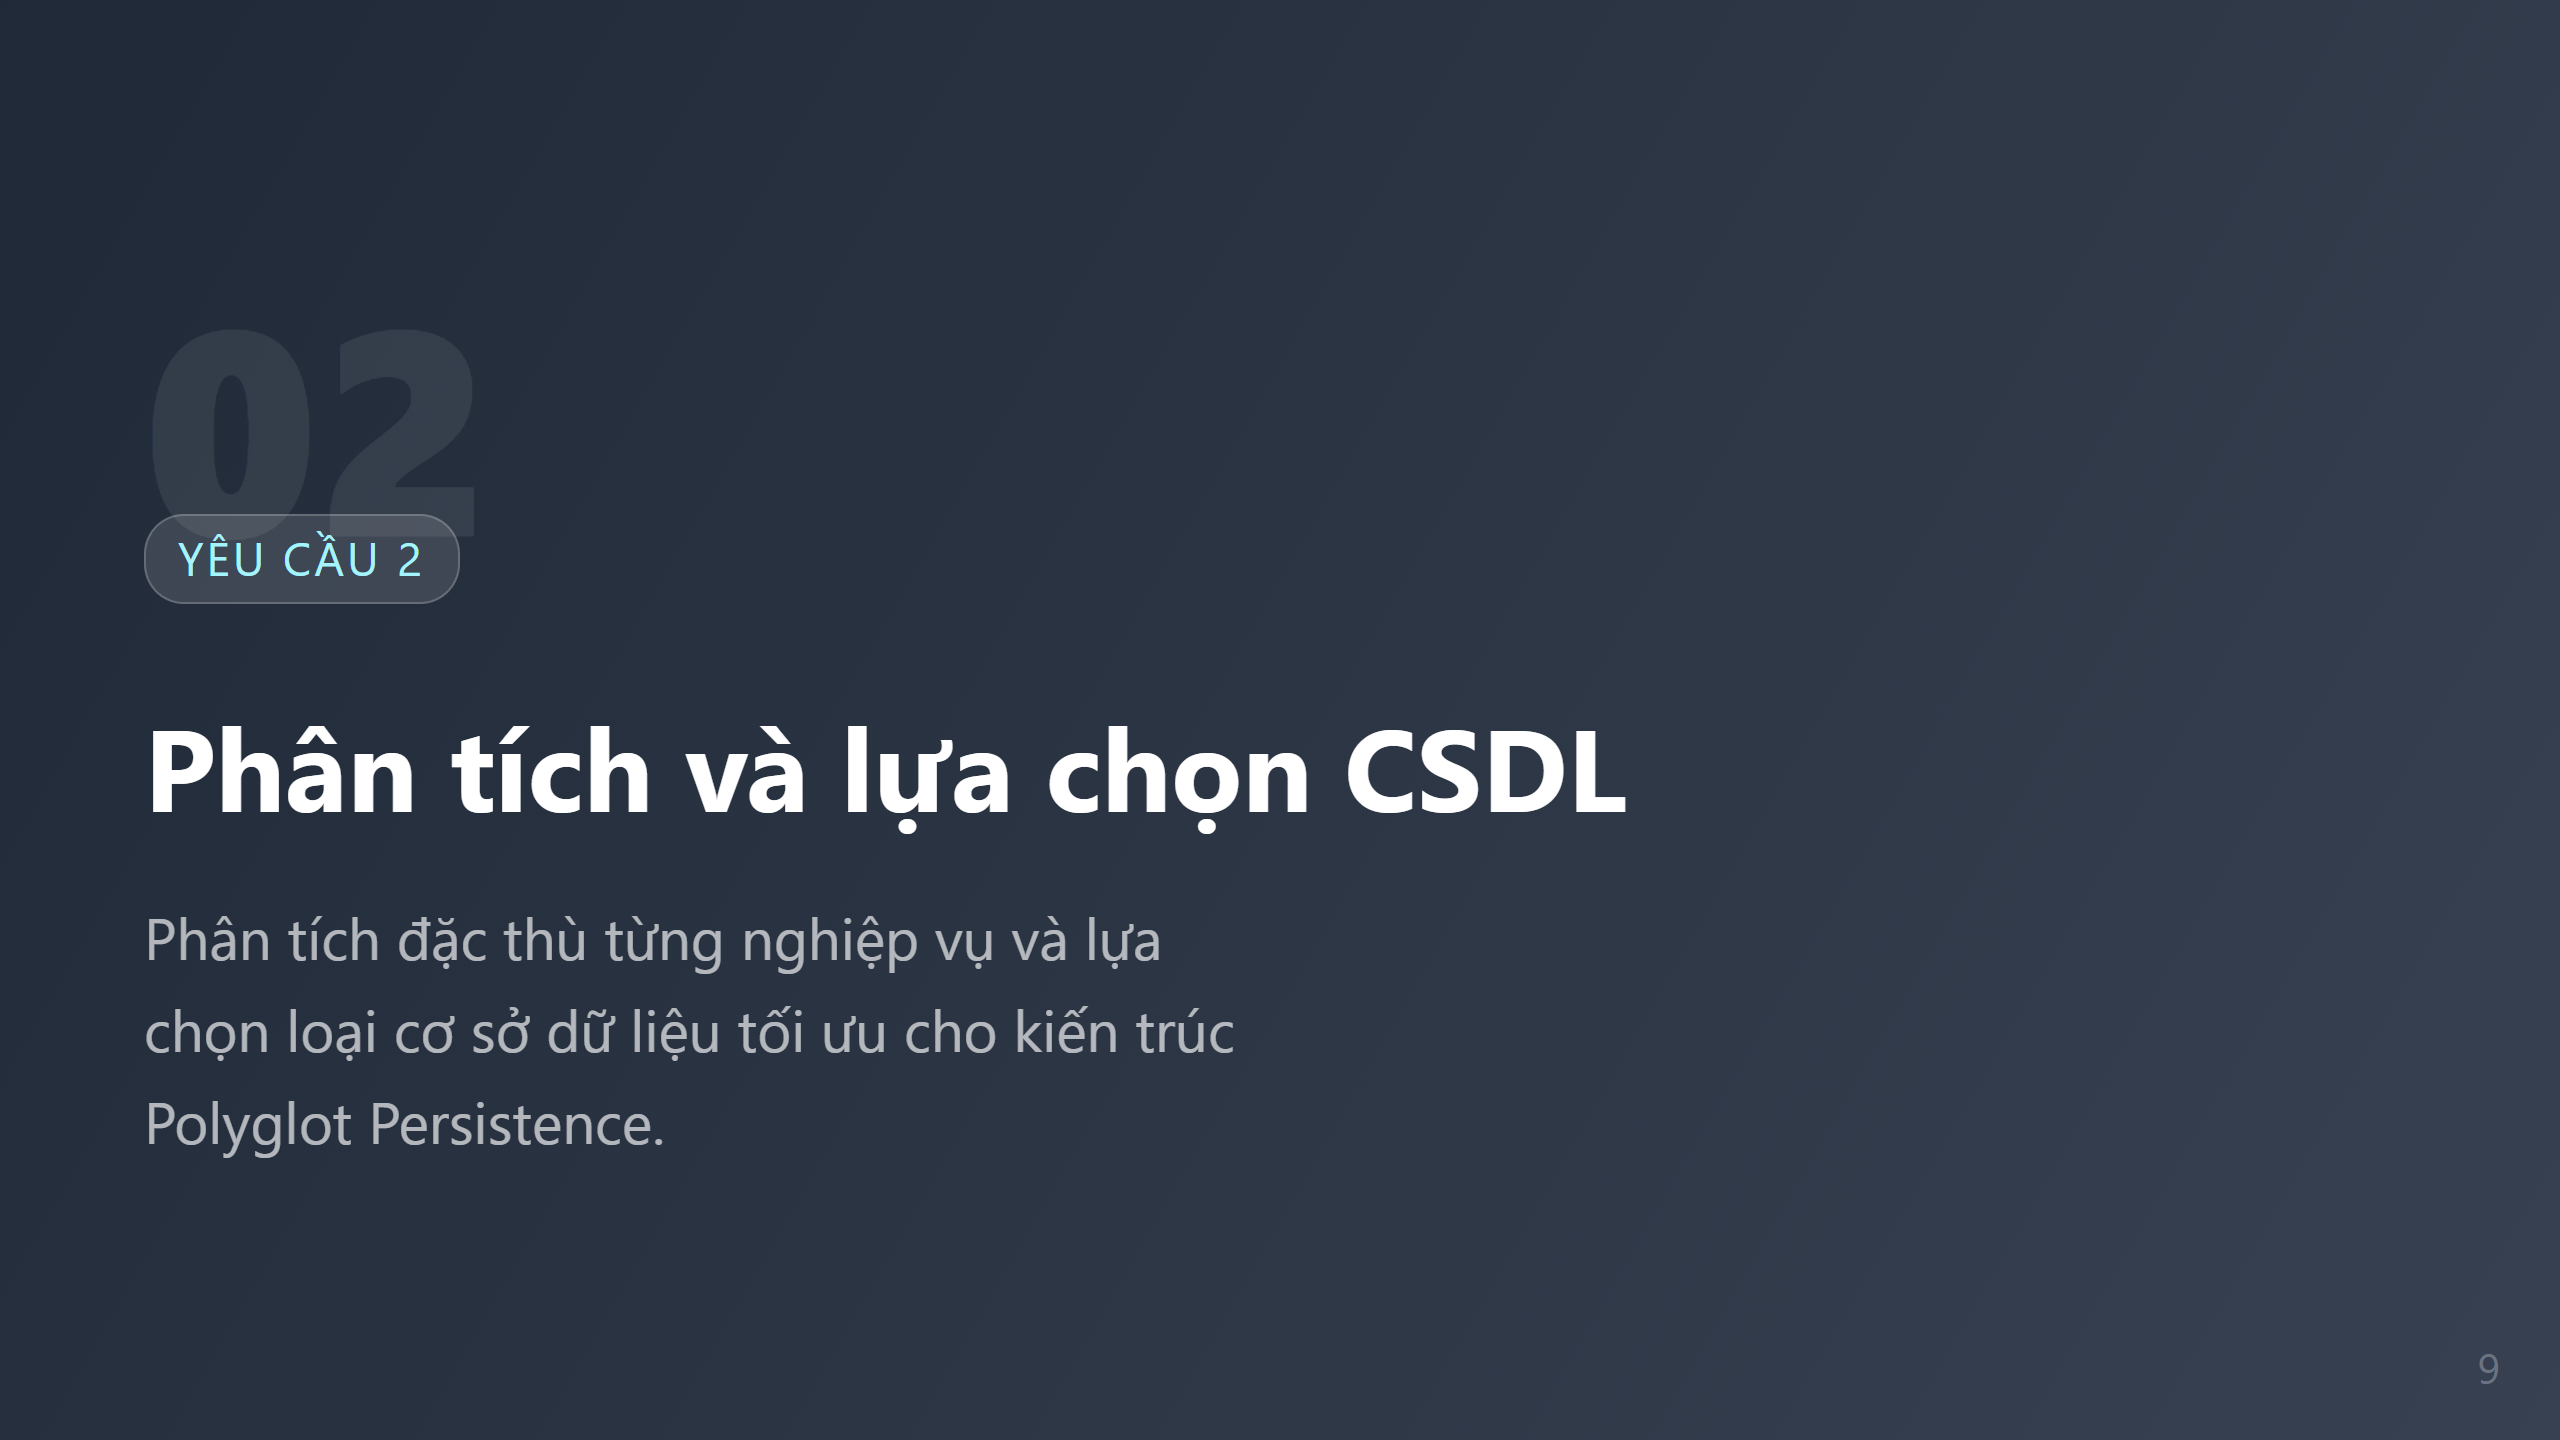 02
YÊU CẦU 2
Phân tích và lựa chọn CSDL
Phân tích đặc thù từng nghiệp vụ và lựa
chọn loại cơ sở dữ liệu tối ưu cho kiến trúc
Polyglot Persistence.
9